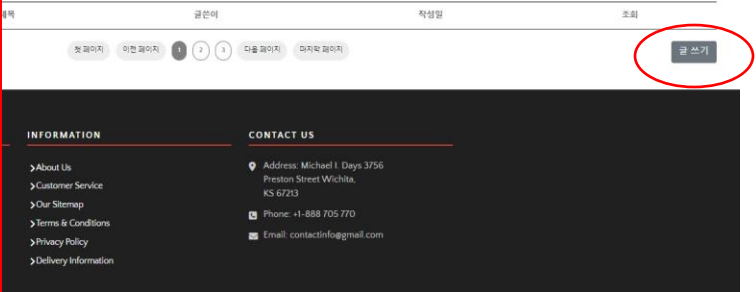 제목 글쓴이 작성일 조회
첫 페이지 이전 페이지 1 2 3 다음 페이지 마지막 페이지 글 쓰기
INFORMATION
About Us
Customer Service
Our Sitemap
Terms & Conditions
Privacy Policy
Delivery Information
CONTACT US
Address: Michael I. Days 3756
Preston Street Wichita,
KS 67213
Phone: +1-888 705 770
Email: contactinfo@gmail.com